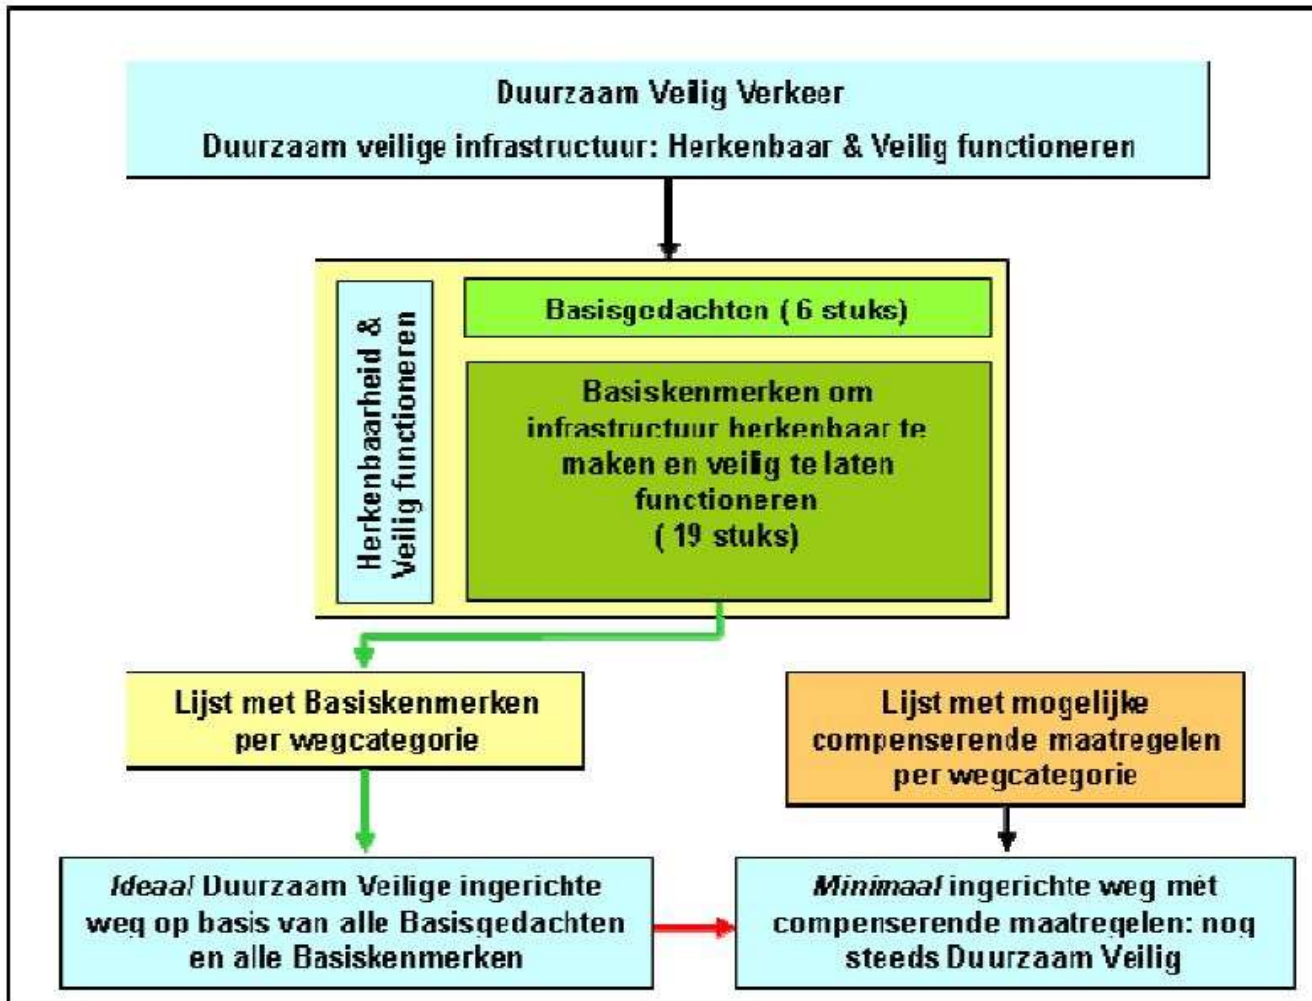 Duurzaam Veilig Verkeer
Duurzaam veilige infrastructuur: Herkenbaar & Veilig functioneren
Herkenbaarheid &
Veilig functioneren
Basisgedachten ( 6 stuks)
Basiskenmerken om
infrastructuur herkenbaar te
maken en veilig te laten
functioneren
( 19 stuks)
Lijst met Basiskenmerken
per wegcategorie
Lijst met mogelijke
compenserende maatregelen
per wegcategorie
Ideaal Duurzaam Veilige ingerichte
weg op basis van alle Basisgedachten
en alle Basiskenmerken
Minimaal ingerichte weg mét
compenserende maatregelen: nog
steeds Duurzaam Veilig